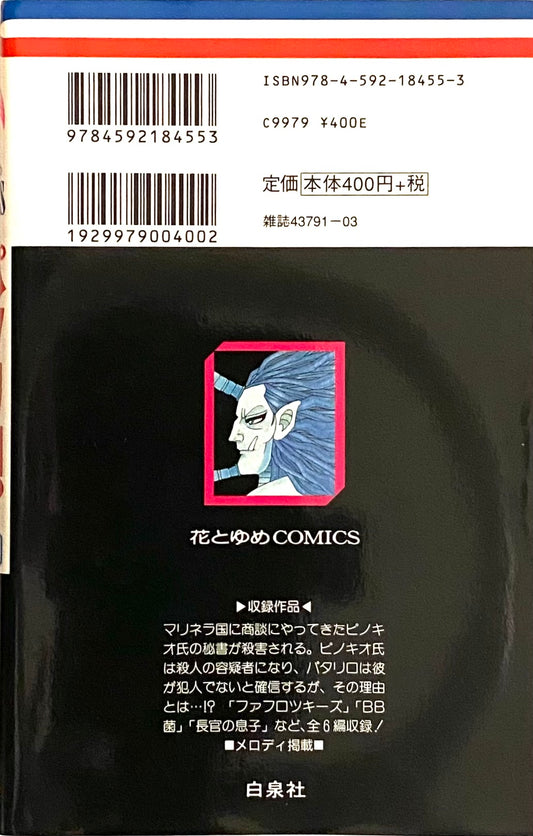 ISBN978-4-592-18455-3
9784592184553
C9979 ¥400E
定価 本体400円+税
1929979004002
雑誌43791-03
花とゆめCOMICS
▶収録作品◀
マリネラ国に商談にやってきたピノキ
オ氏の秘書が殺害される。ピノキオ氏
は殺人の容疑者になり、パタリロは彼
が犯人でないと確信するが、その理由
とは…!? 「ファフロツキーズ」「BB
菌」「長官の息子」など、全6編収録!
■メロディ掲載■
白泉社